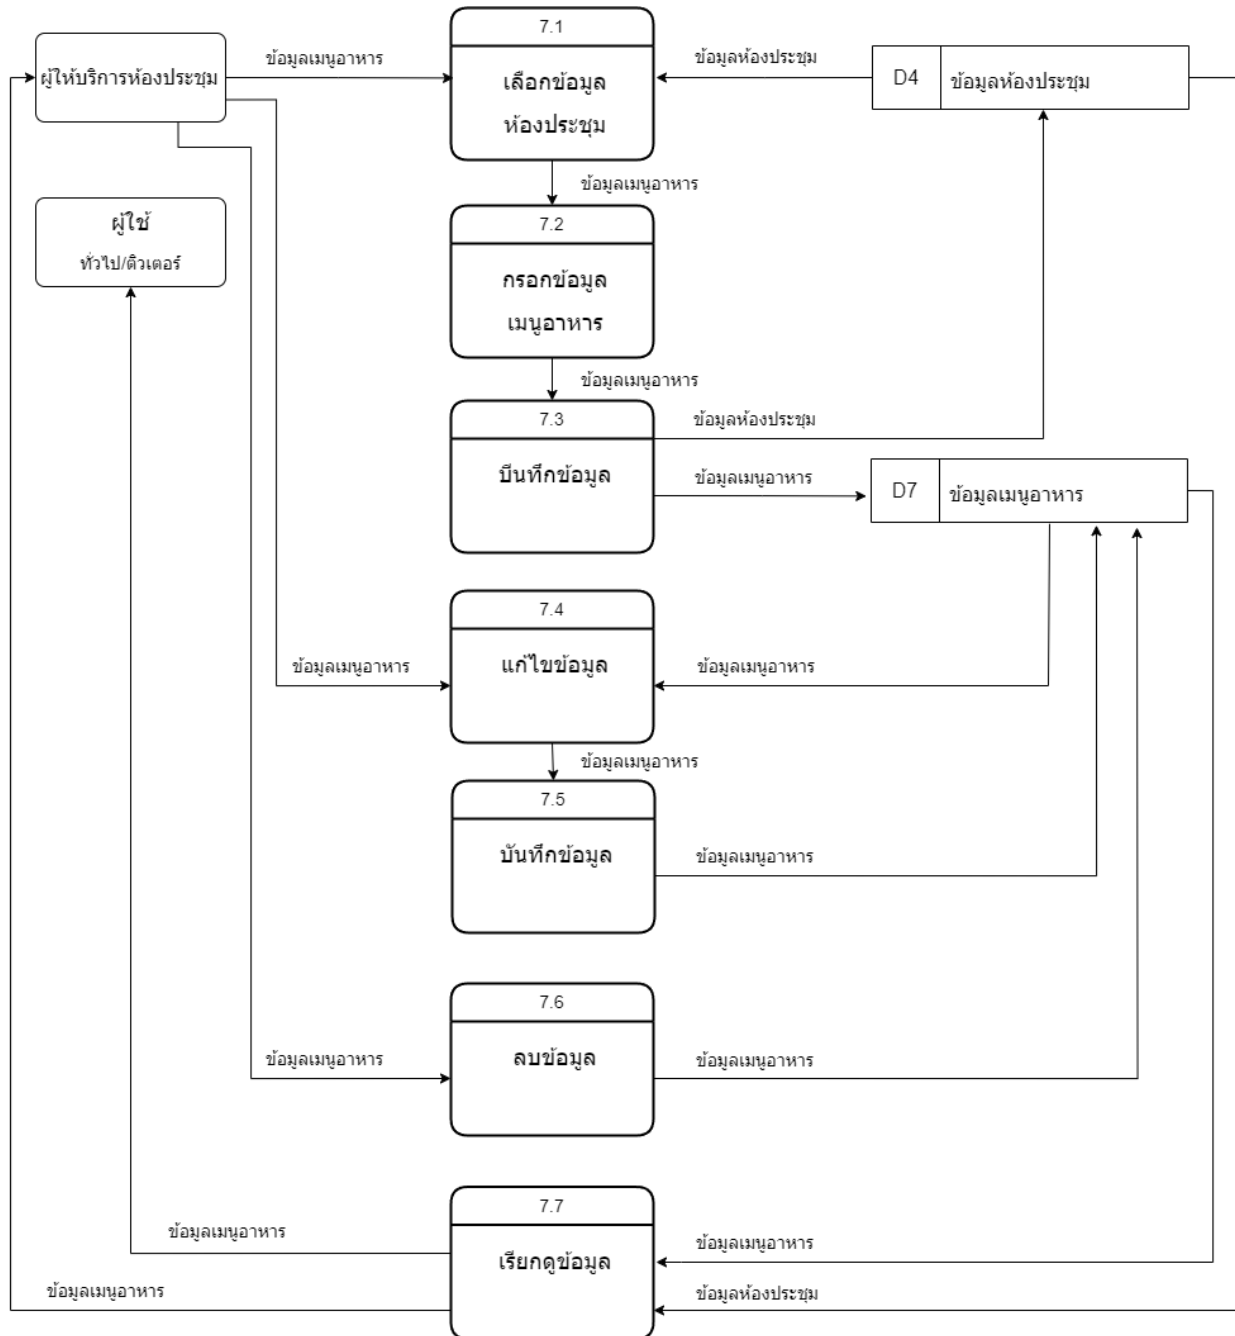 7.1
ผู้ให้บริการห้องประชุม
ข้อมูลเมนูอาหาร
เลือกข้อมูล
ห้องประชุม
ข้อมูลห้องประชุม
D4
ข้อมูลห้องประชุม
ข้อมูลเมนูอาหาร
ผู้ใช้
ทั่วไป/ติวเตอร์
7.2
กรอกข้อมูล
เมนูอาหาร
ข้อมูลเมนูอาหาร
7.3
บึนทึกข้อมูล
ข้อมูลห้องประชุม
ข้อมูลเมนูอาหาร
D7
ข้อมูลเมนูอาหาร
7.4
แก้ไขข้อมูล
ข้อมูลเมนูอาหาร
ข้อมูลเมนูอาหาร
ข้อมูลเมนูอาหาร
7.5
บันทึกข้อมูล
ข้อมูลเมนูอาหาร
7.6
ลบข้อมูล
ข้อมูลเมนูอาหาร
ข้อมูลเมนูอาหาร
7.7
เรียกดูข้อมูล
ข้อมูลเมนูอาหาร
ข้อมูลเมนูอาหาร
ข้อมูลเมนูอาหาร
ข้อมูลห้องประชุม